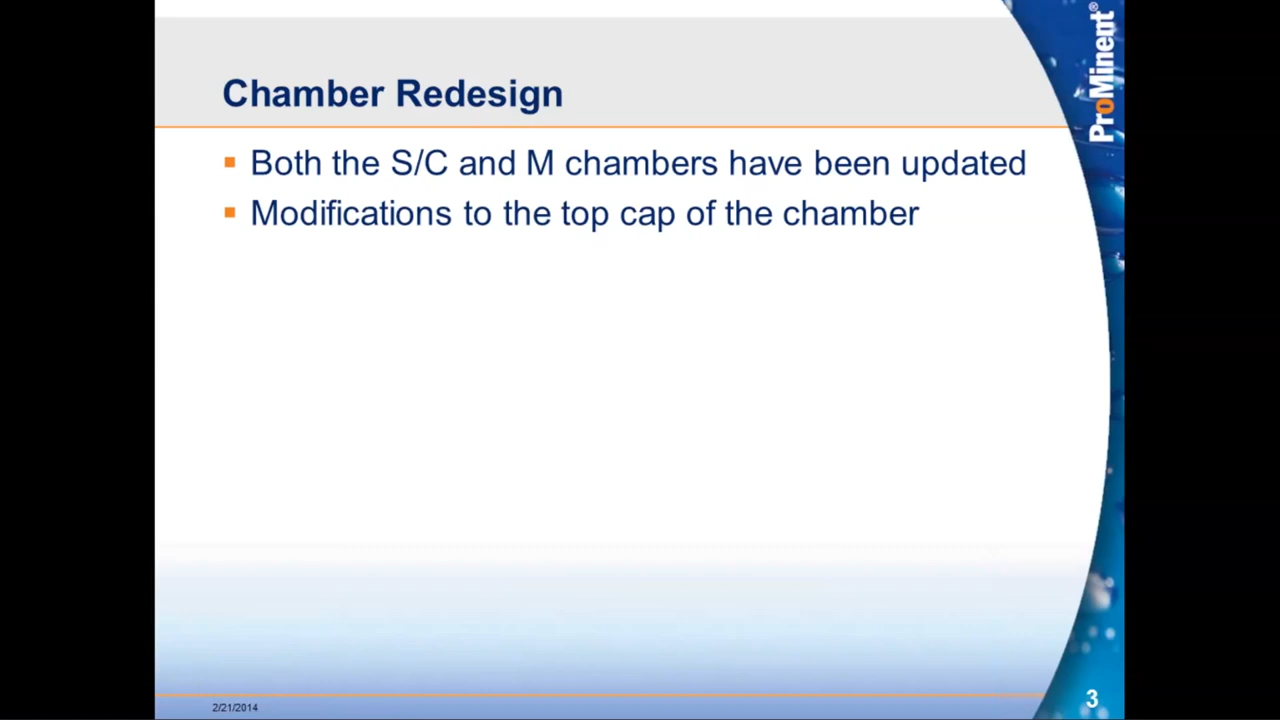 Chamber Redesign
Both the S/C and M chambers have been updated
Modifications to the top cap of the chamber
ProMinent®
2/21/2014
3